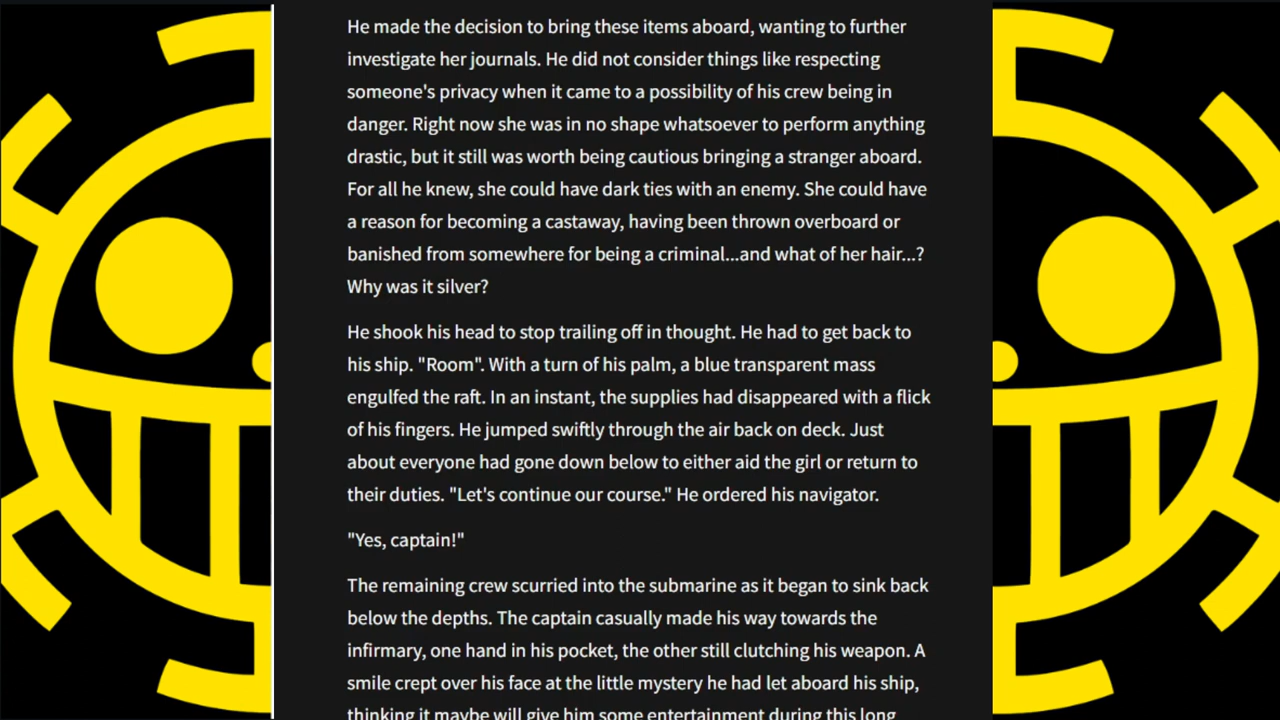 He made the decision to bring these items aboard, wanting to further
investigate her journals. He did not consider things like respecting
someone's privacy when it came to a possibility of his crew being in
danger. Right now she was in no shape whatsoever to perform anything
drastic, but it still was worth being cautious bringing a stranger aboard.
For all he knew, she could have dark ties with an enemy. She could have
a reason for becoming a castaway, having been thrown overboard or
banished from somewhere for being a criminal...and what of her hair...?
Why was it silver?
He shook his head to stop trailing off in thought. He had to get back to
his ship. "Room". With a turn of his palm, a blue transparent mass
engulfed the raft. In an instant, the supplies had disappeared with a flick
of his fingers. He jumped swiftly through the air back on deck. Just
about everyone had gone down below to either aid the girl or return to
their duties. "Let's continue our course." He ordered his navigator.
"Yes, captain!"
The remaining crew scurried into the submarine as it began to sink back
below the depths. The captain casually made his way towards the
infirmary, one hand in his pocket, the other still clutching his weapon. A
smile crept over his face at the little mystery he had let aboard his ship,
thinking it maybe will give him some entertainment during this long